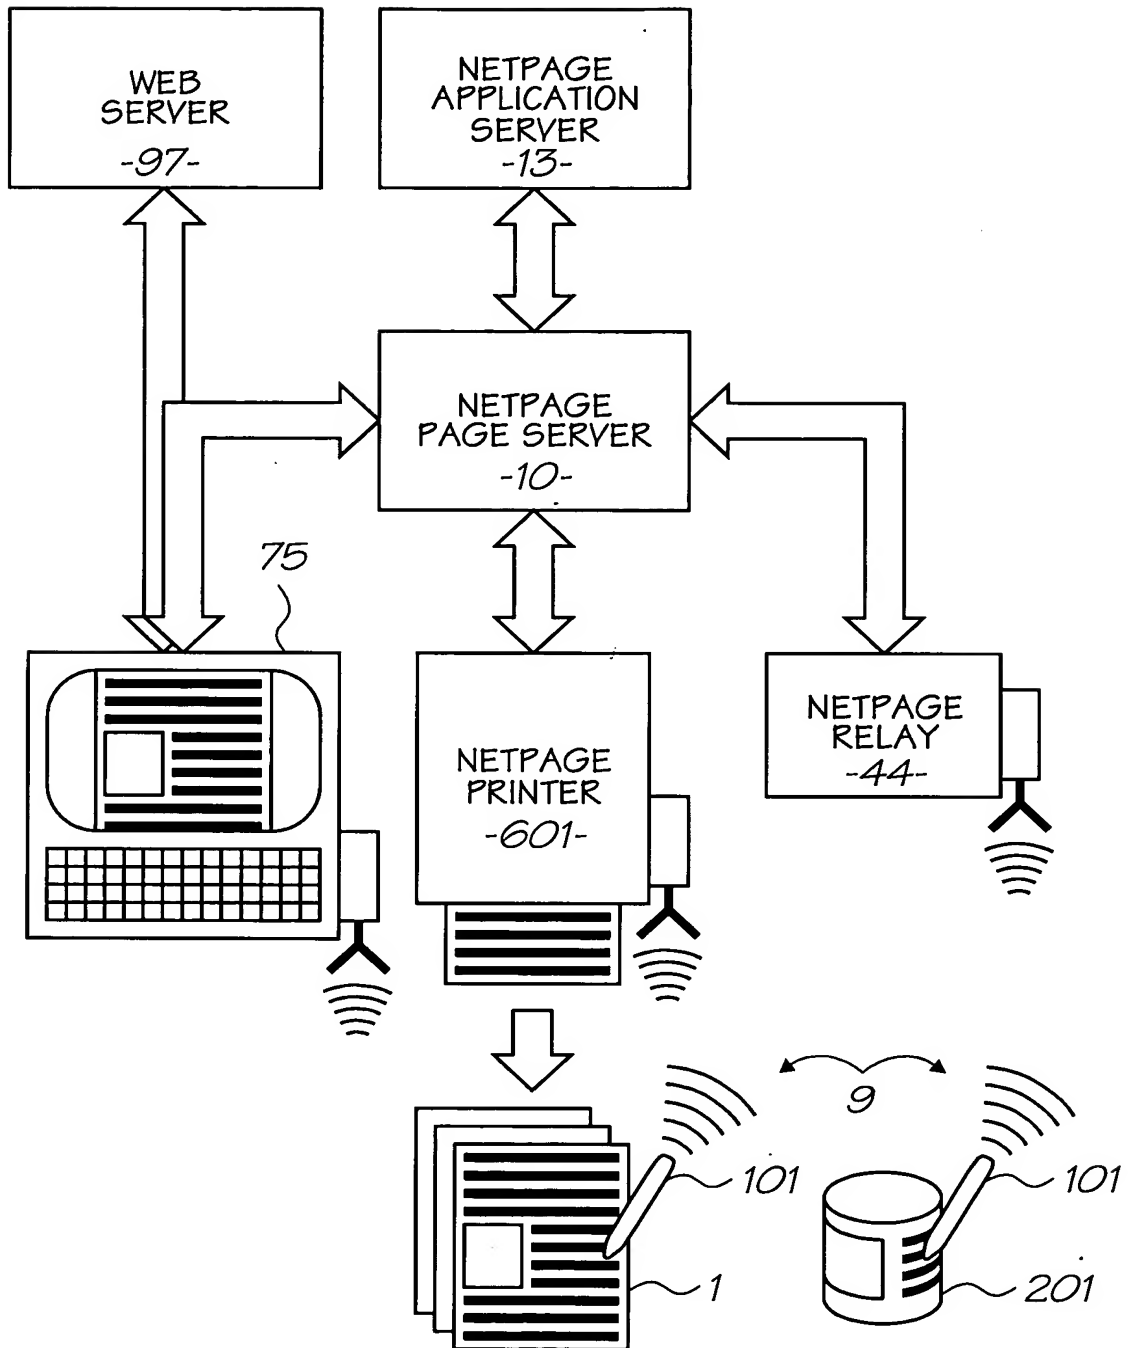 WEB
SERVER
-97-
NETPAGE
APPLICATION
SERVER
-13-
NETPAGE
PAGE SERVER
-10-
75
NETPAGE
PRINTER
-601-
NETPAGE
RELAY
-44-
9
101
101
1
201